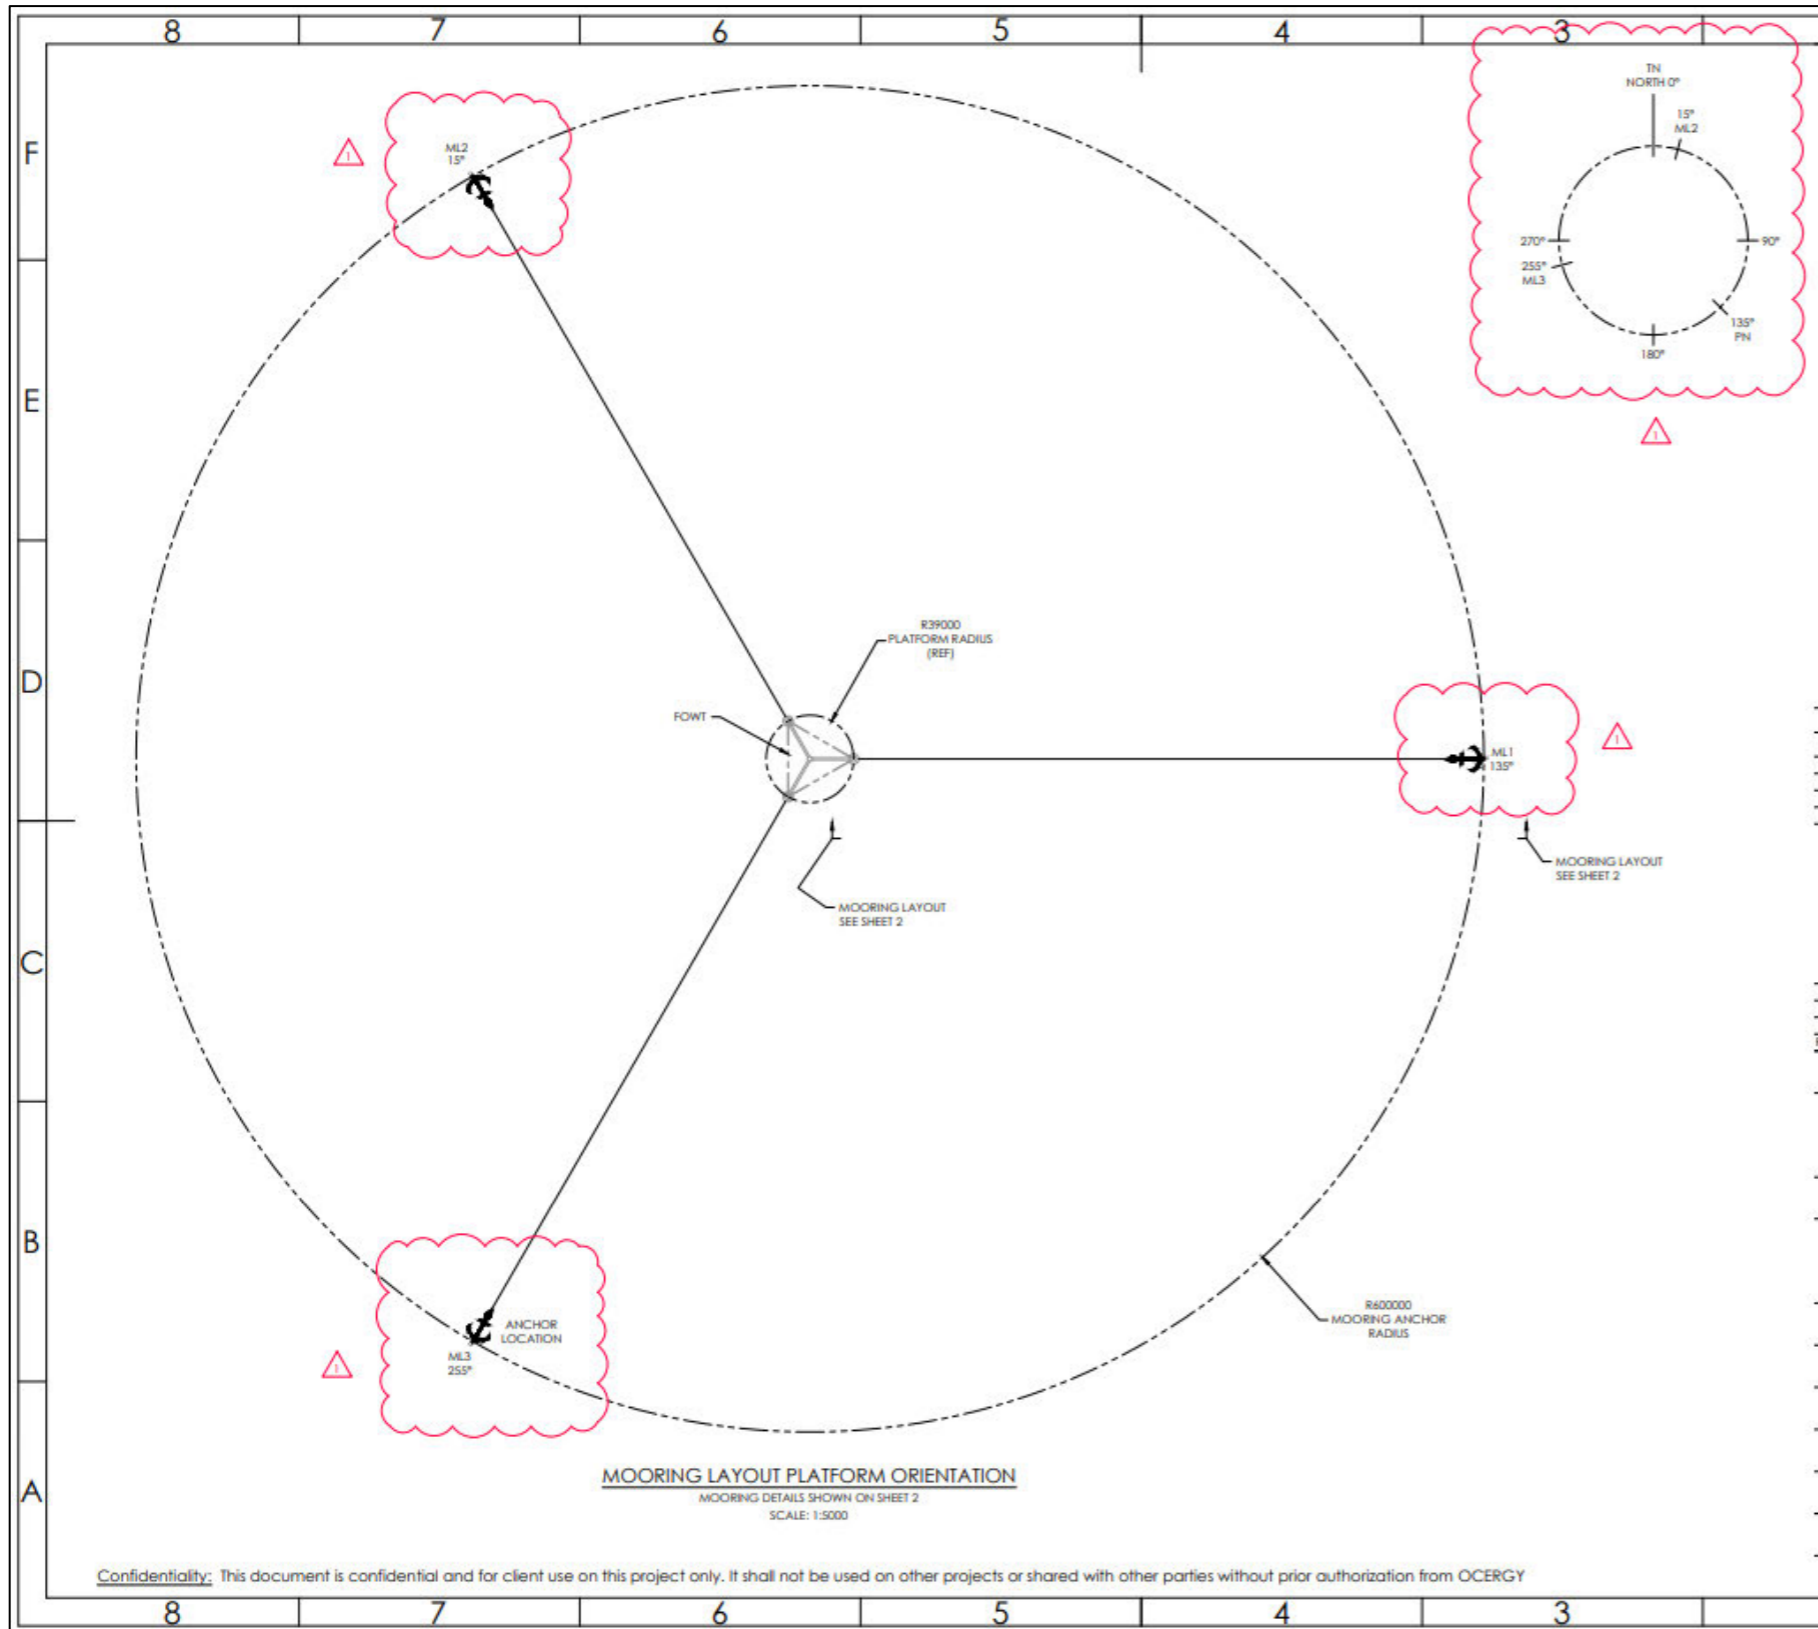 8 7 6 5 4 3
F
E
D
C
B
A
TN
NORTH 0°
15°
ML2
270°
90°
255°
ML3
135°
PN
180°
1
1
ML2
15°
R39000
PLATFORM RADIUS
(REF)
FOWT
ML1
135°
1
MOORING LAYOUT
SEE SHEET 2
MOORING LAYOUT
SEE SHEET 2
ANCHOR
LOCATION
ML3
255°
1
R600000
MOORING ANCHOR
RADIUS
MOORING LAYOUT PLATFORM ORIENTATION
MOORING DETAILS SHOWN ON SHEET 2
SCALE: 1:5000
Confidentiality: This document is confidential and for client use on this project only. It shall not be used on other projects or shared with other parties without prior authorization from OCERGY
8 7 6 5 4 3